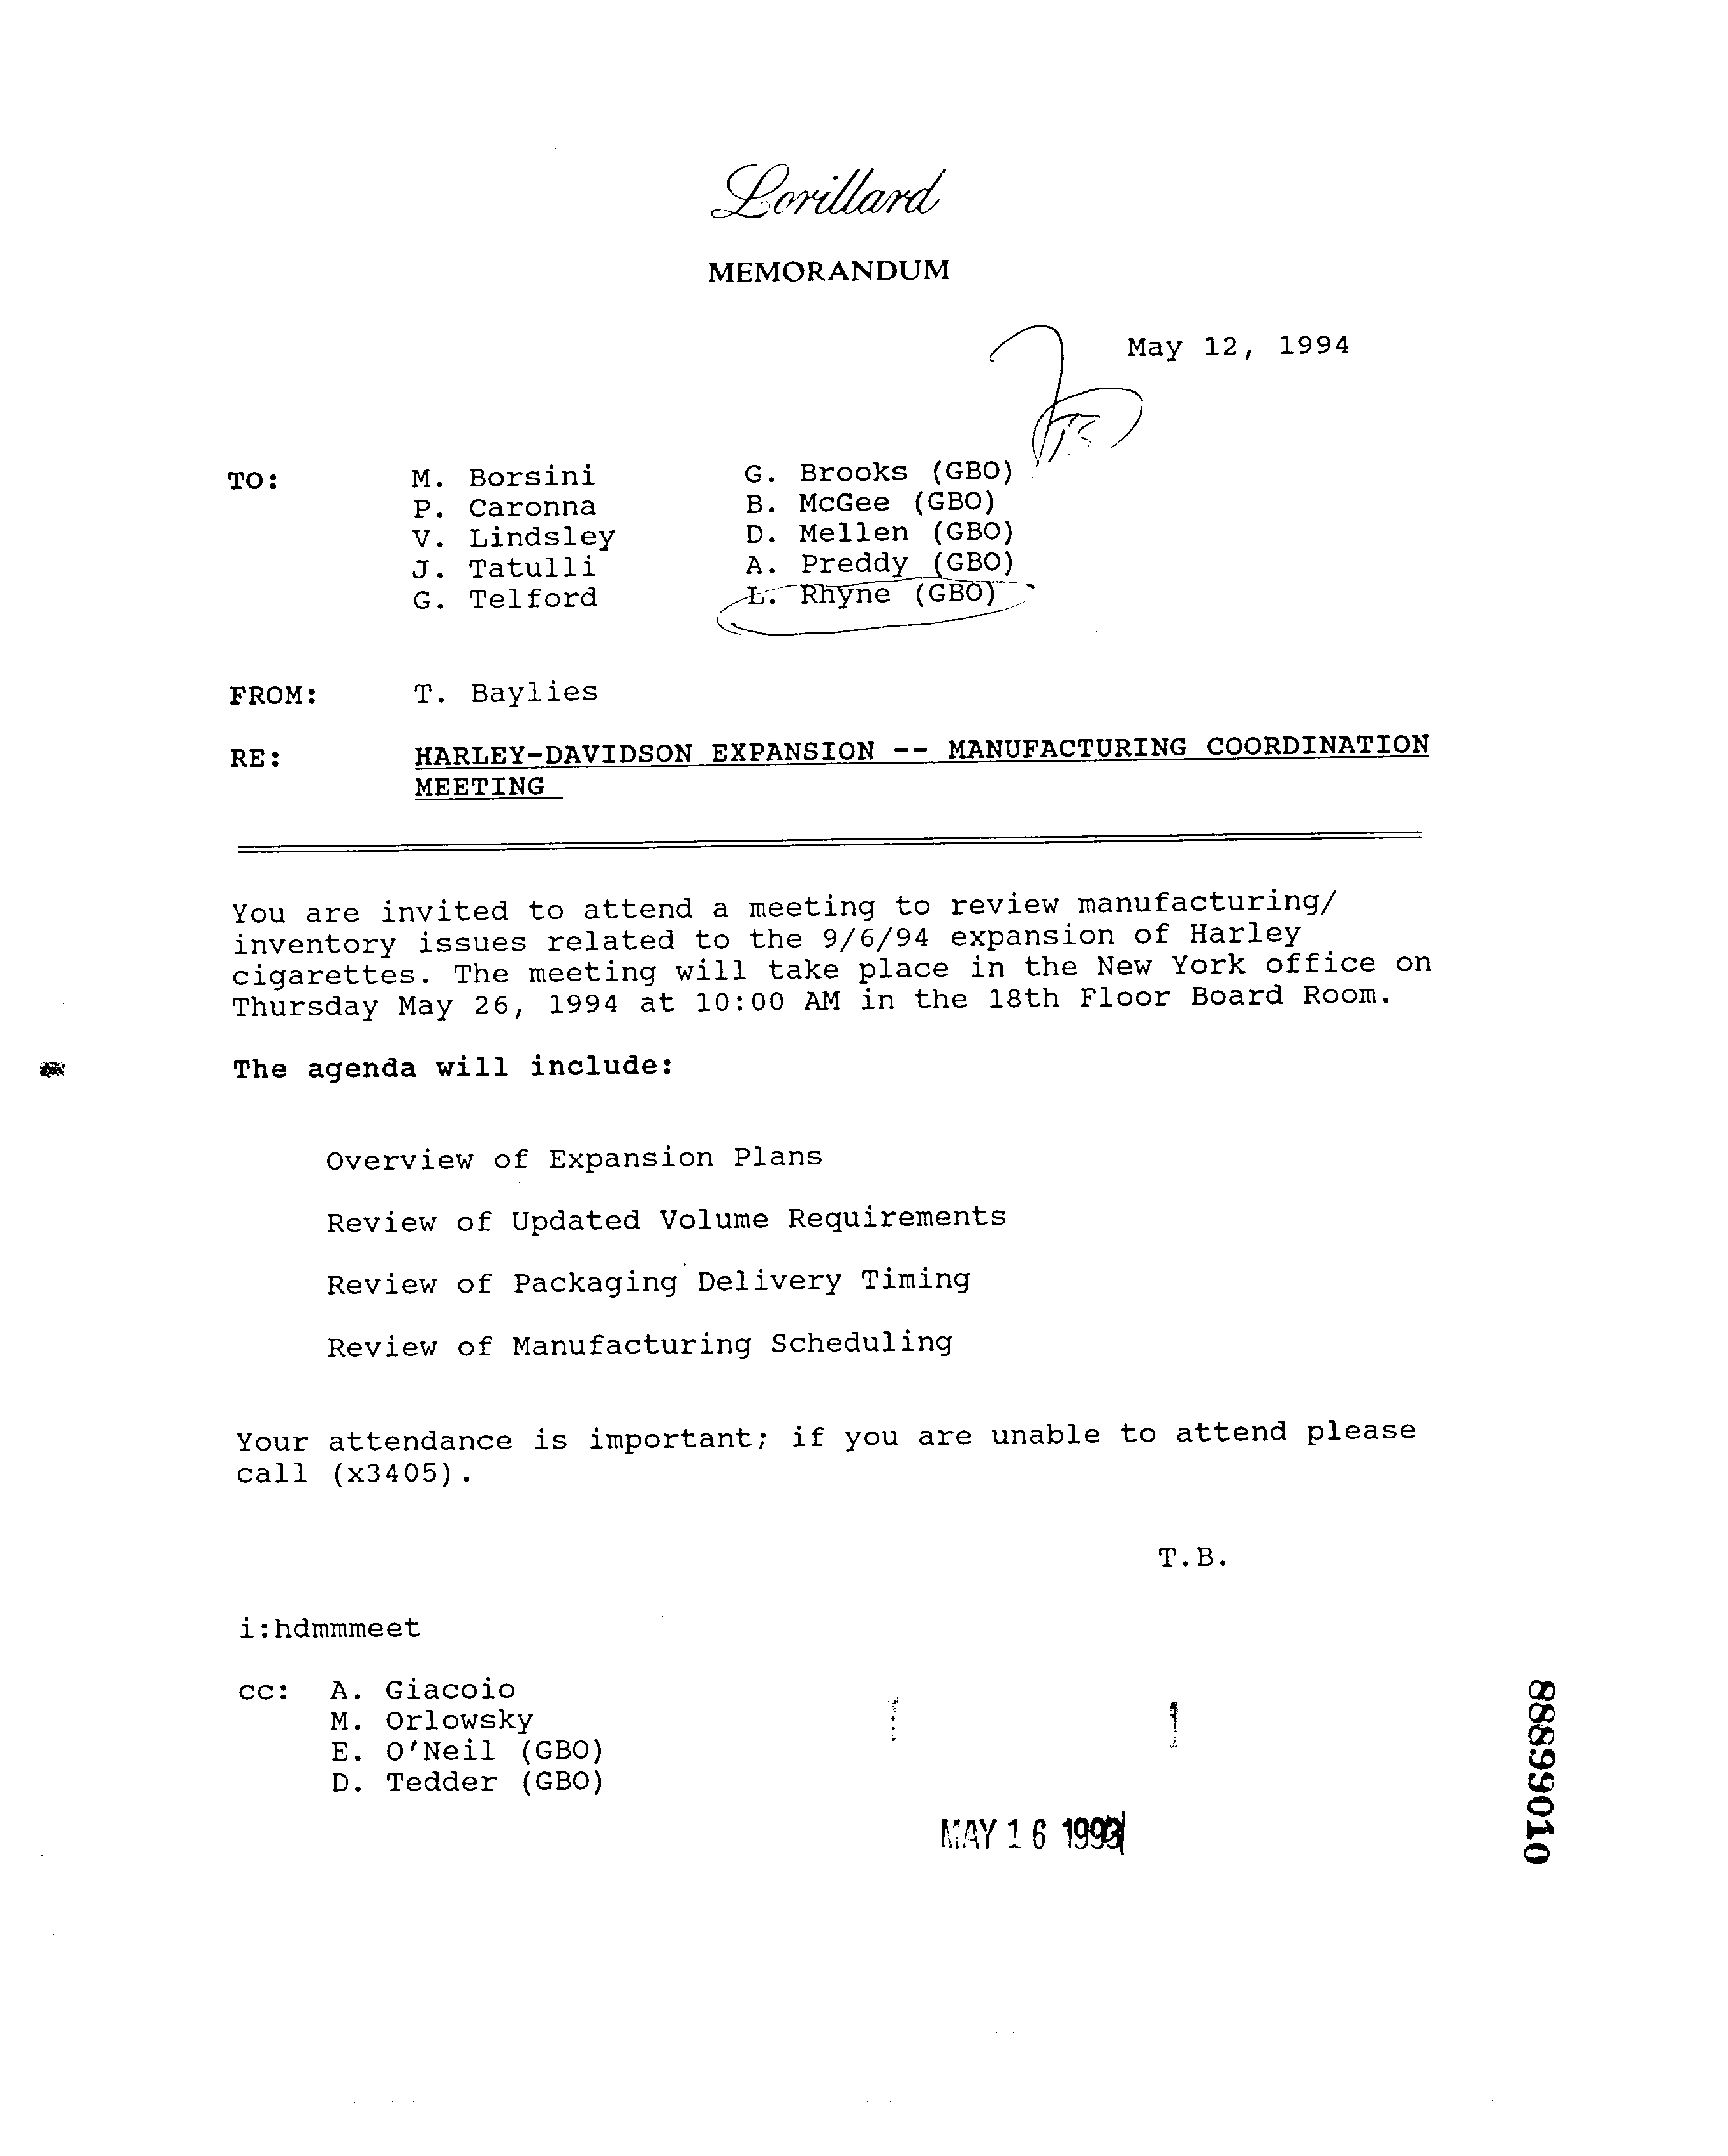 Lorillard
MEMORANDUM
May 12, 1994
TO: M. Borsini G. Brooks (GBO)
P. Caronna B. McGee (GBO)
V. Lindsley D. Mellen (GBO)
J. Tatulli A. Preddy (GBO)
G. Telford L. Rhyne (GBO)
FROM: T. Baylies
RE: HARLEY-DAVIDSON EXPANSION -- MANUFACTURING COORDINATION
MEETING
You are invited to attend a meeting to review manufacturing/
inventory issues related to the 9/6/94 expansion of Harley
cigarettes. The meeting will take place in the New York office on
Thursday May 26, 1994 at 10:00 AM in the 18th Floor Board Room.
The agenda will include:
Overview of Expansion Plans
Review of Updated Volume Requirements
Review of Packaging Delivery Timing
Review of Manufacturing Scheduling
Your attendance is important; if you are unable to attend please
call (x3405).
T.B.
i:hdmmmeet
cc: A. Giacoio
M. Orlowsky
E. O'Neil (GBO)
D. Tedder (GBO)
MAY 16
88899010